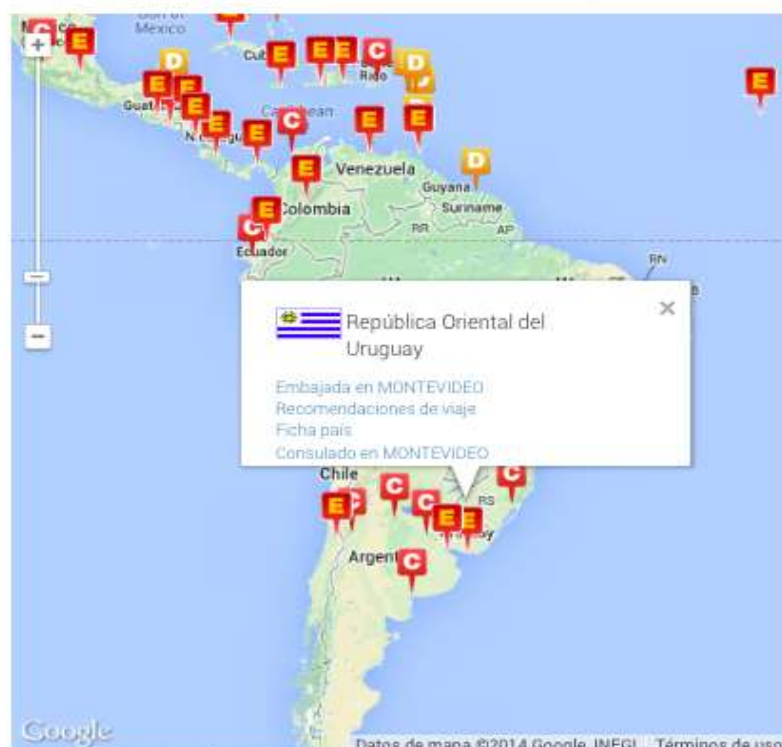 Mexico
C
E
Cuba
E
E
E
C
D
E
Rico
D
E
E
D
E
E
Caribbean
C
E
E
E
E
Venezuela
D
E
Guyana
Colombia
Suriname
E
C
RR
AP
Ecuador
RN
República Oriental del
Uruguay
×
Embajada en MONTEVIDEO
Recomendaciones de viaje
Ficha país
Consulado en MONTEVIDEO
Chile
C
C
RS
E
C
C
E
E
Argent
C
Google
Datos de mapa ©2014 Google, INEGI
Términos de uso